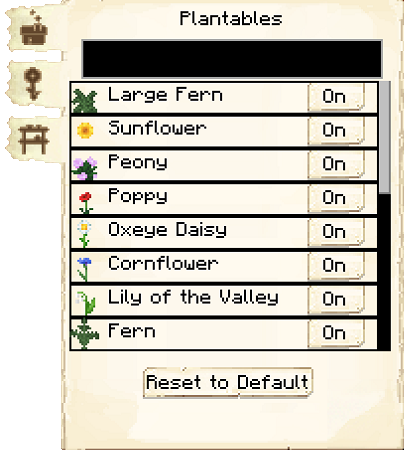 Plantables
Large Fern On
Sunflower On
Peony On
Poppy On
Oxeye Daisy On
Cornflower On
Lily of the Valley On
Fern On
Reset to Default